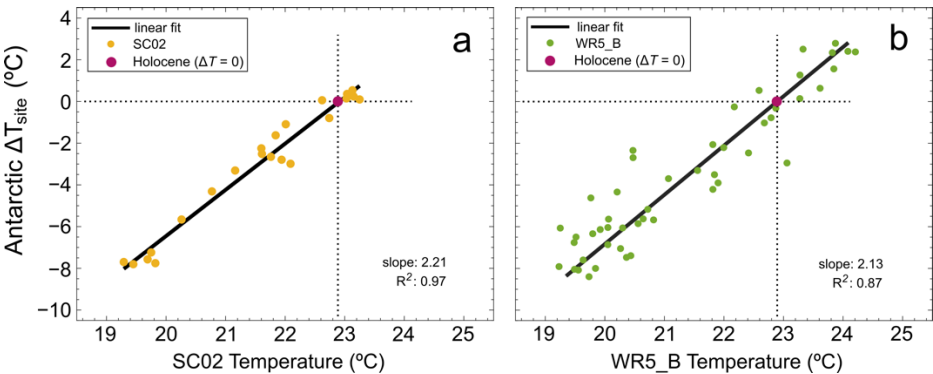 linear fit
SC02
Holocene (ΔT = 0)
a
linear fit
WR5_B
Holocene (ΔT = 0)
b
Antarctic ΔTsite (ºC)
4
2
0
−2
−4
−6
−8
−10
slope: 2.21
R²: 0.97
slope: 2.13
R²: 0.87
19 20 21 22 23 24 25
19 20 21 22 23 24 25
SC02 Temperature (ºC)
WR5_B Temperature (ºC)